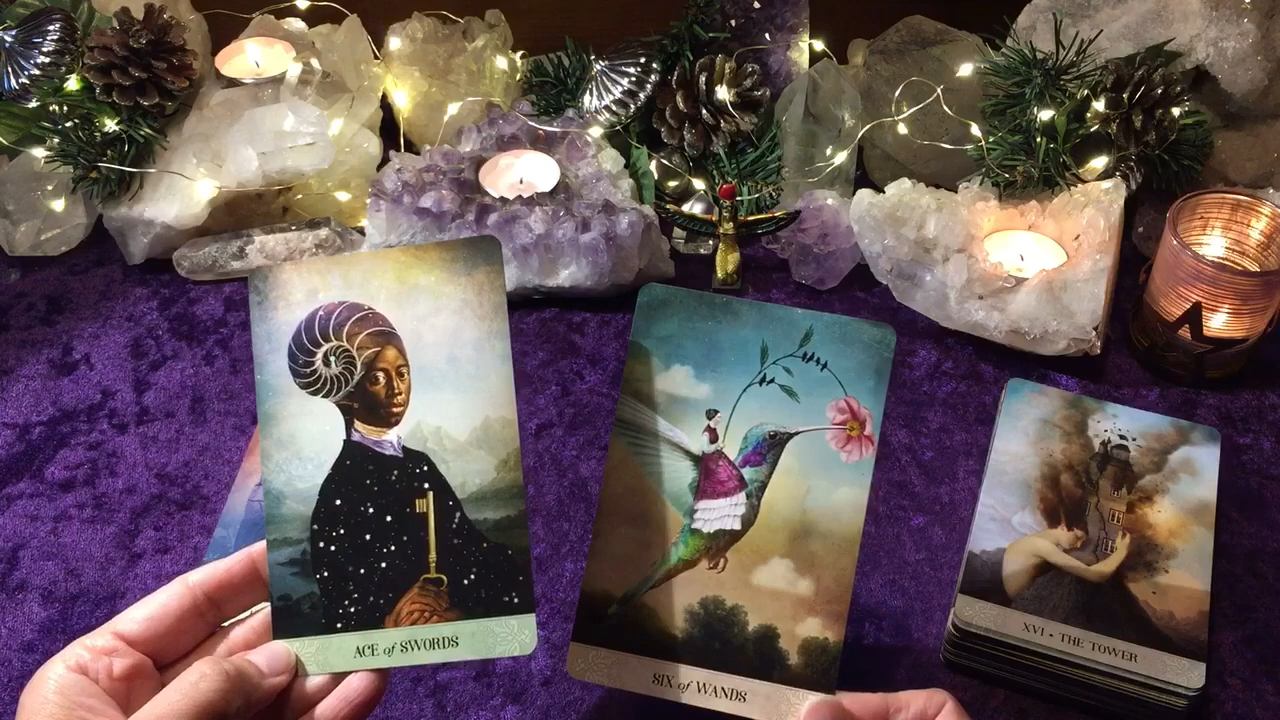 ACE of SWORDS
SIX of WANDS
XVI • THE TOWER